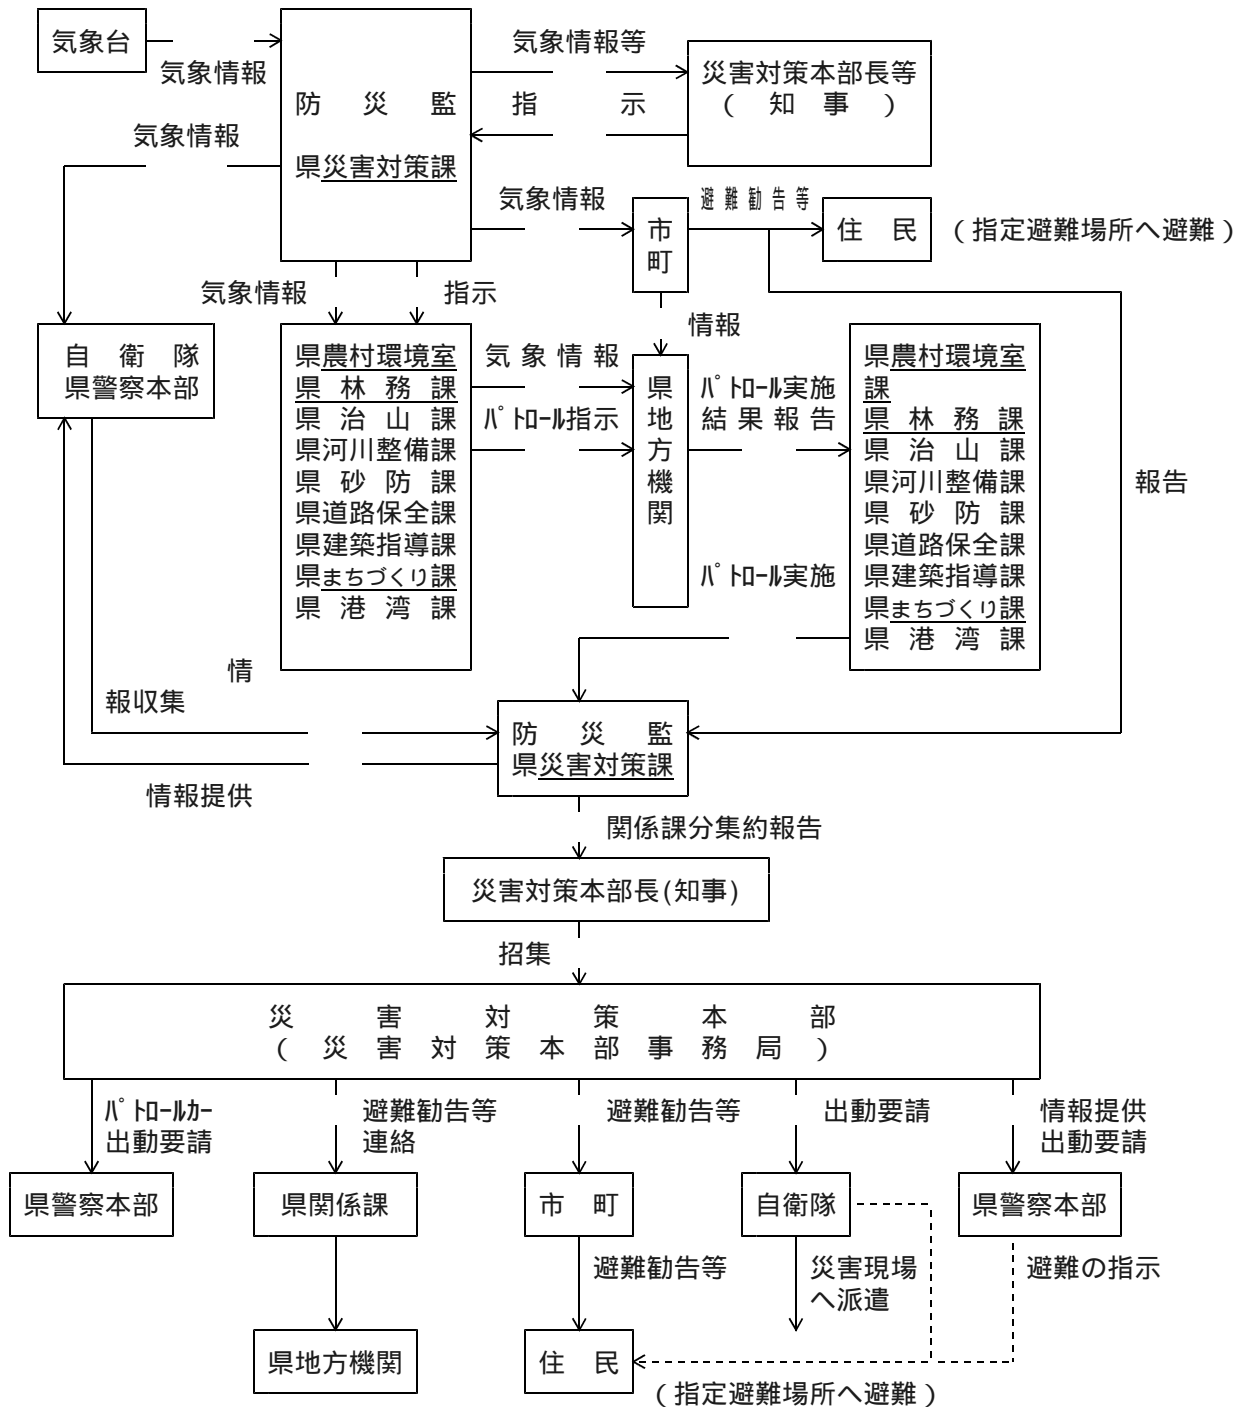 気象台
気象情報
防災監
県災害対策課
気象情報等
指示
災害対策本部長等
(知事)
気象情報
気象情報
市町
避難勧告等
住民
(指定避難場所へ避難)
気象情報
指示
情報
自衛隊
県警察本部
県農村環境室
県林務課
県治山課
県河川整備課
県砂防課
県道路保全課
県建築指導課
県まちづくり課
県港湾課
気象情報
ﾊﾟﾄﾛｰﾙ指示
県地方機関
ﾊﾟﾄﾛｰﾙ実施
結果報告
ﾊﾟﾄﾛｰﾙ実施
県農村環境室
課
県林務課
県治山課
県河川整備課
県砂防課
県道路保全課
県建築指導課
県まちづくり課
県港湾課
報告
情
報収集
防災監
県災害対策課
情報提供
関係課分集約報告
災害対策本部長(知事)
招集
災害対策本部
(災害対策本部事務局)
ﾊﾟﾄﾛｰﾙｶｰ
出動要請
避難勧告等
連絡
避難勧告等
出動要請
情報提供
出動要請
県警察本部
県関係課
市町
自衛隊
県警察本部
避難勧告等
災害現場
へ派遣
避難の指示
県地方機関
住民
(指定避難場所へ避難)